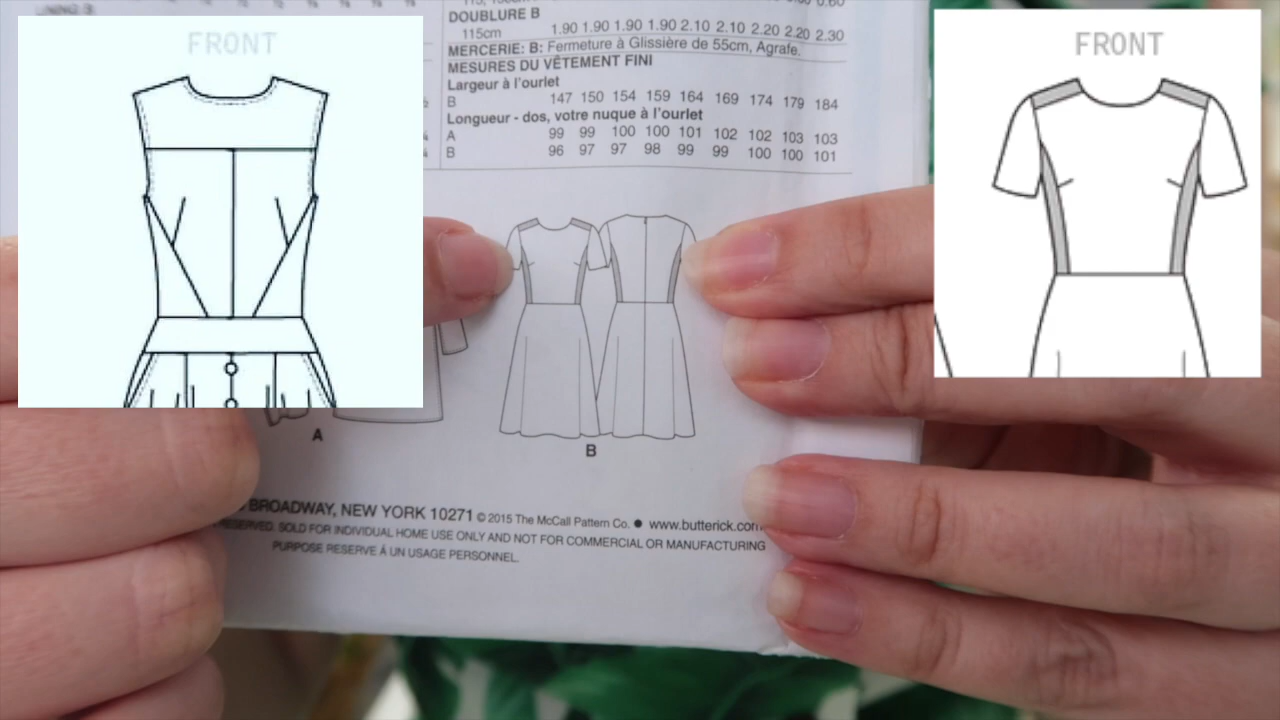 FRONT
FRONT
0.60
DOUBLURE B
115cm 1.90 1.90 1.90 1.90 2.10 2.10 2.20 2.20 2.30
MERCERIE: B: Fermeture à Glissière de 55cm, Agrafe.
MESURES DU VÊTEMENT FINI
Largeur à l'ourlet
B 147 150 154 159 164 169 174 179 184
Longueur - dos, votre nuque à l'ourlet
A 99 99 100 100 101 102 102 103 103
B 96 97 97 98 99 99 100 100 101
A
B
BROADWAY, NEW YORK 10271 © 2015 The McCall Pattern Co. ● www.butterick.com
RESERVED. SOLD FOR INDIVIDUAL HOME USE ONLY AND NOT FOR COMMERCIAL OR MANUFACTURING
PURPOSE RESERVE Á UN USAGE PERSONNEL.